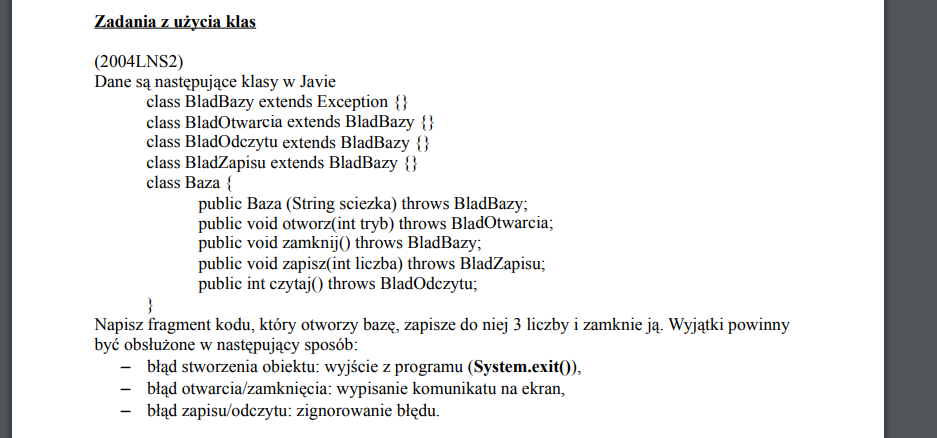 Zadania z użycia klas
(2004LNS2)
Dane są następujące klasy w Javie
class BladBazy extends Exception {}
class BladOtwarcia extends BladBazy {}
class BladOdczytu extends BladBazy {}
class BladZapisu extends BladBazy {}
class Baza {
public Baza (String sciezka) throws BladBazy;
public void otworz(int tryb) throws BladOtwarcia;
public void zamknij() throws BladBazy;
public void zapisz(int liczba) throws BladZapisu;
public int czytaj() throws BladOdczytu;
}
Napisz fragment kodu, który otworzy bazę, zapisze do niej 3 liczby i zamknie ją. Wyjątki powinny
być obsłużone w następujący sposób:
– błąd stworzenia obiektu: wyjście z programu (System.exit()),
– błąd otwarcia/zamknięcia: wypisanie komunikatu na ekran,
– błąd zapisu/odczytu: zignorowanie błędu.